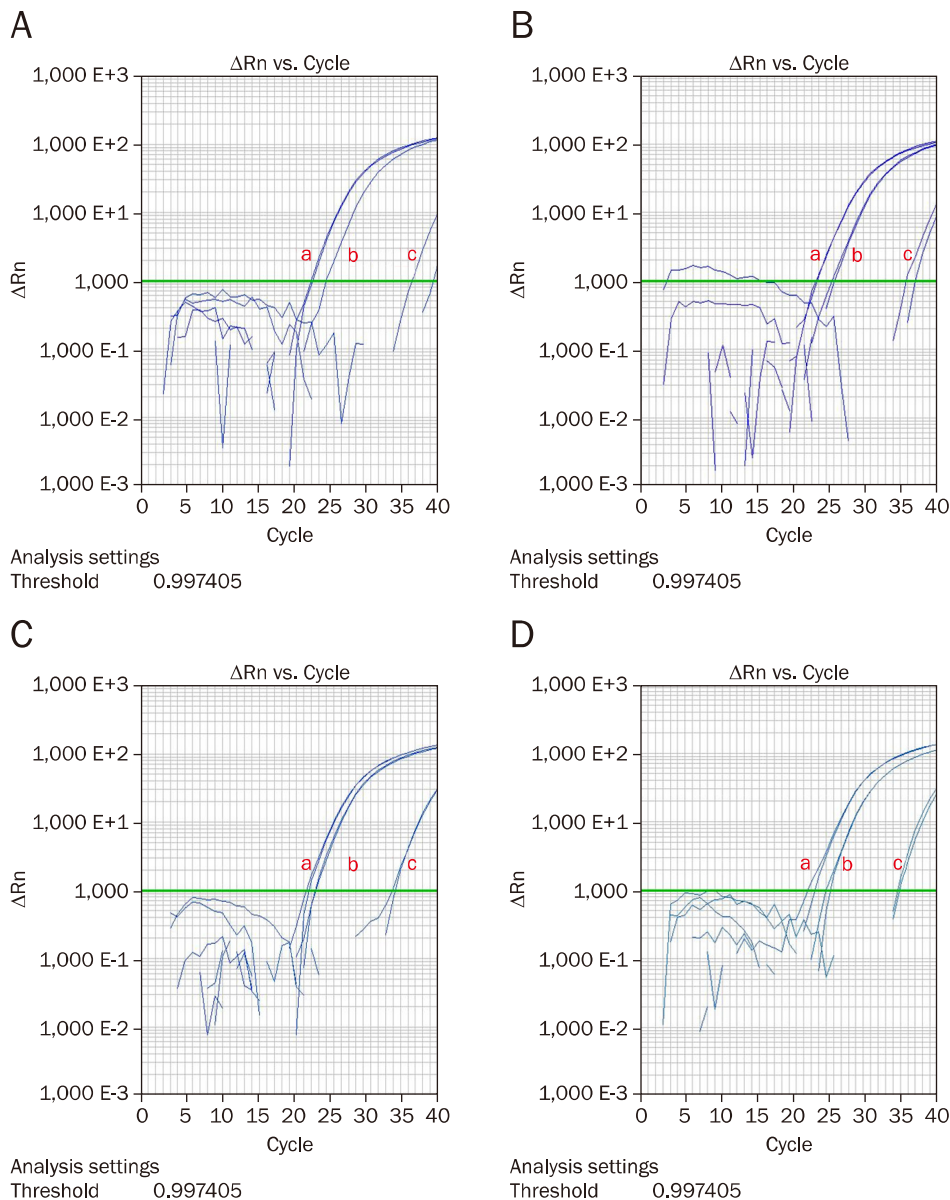 A
ΔRn vs. Cycle
1,000 E+3
1,000 E+2
1,000 E+1
1,000
1,000 E-1
1,000 E-2
1,000 E-3
ΔRn
a
b
c
0 5 10 15 20 25 30 35 40
Cycle
Analysis settings
Threshold 0.997405
B
ΔRn vs. Cycle
1,000 E+3
1,000 E+2
1,000 E+1
1,000
1,000 E-1
1,000 E-2
1,000 E-3
ΔRn
a
b
c
0 5 10 15 20 25 30 35 40
Cycle
Analysis settings
Threshold 0.997405
C
ΔRn vs. Cycle
1,000 E+3
1,000 E+2
1,000 E+1
1,000
1,000 E-1
1,000 E-2
1,000 E-3
ΔRn
a
b
c
0 5 10 15 20 25 30 35 40
Cycle
Analysis settings
Threshold 0.997405
D
ΔRn vs. Cycle
1,000 E+3
1,000 E+2
1,000 E+1
1,000
1,000 E-1
1,000 E-2
1,000 E-3
ΔRn
a
b
c
0 5 10 15 20 25 30 35 40
Cycle
Analysis settings
Threshold 0.997405